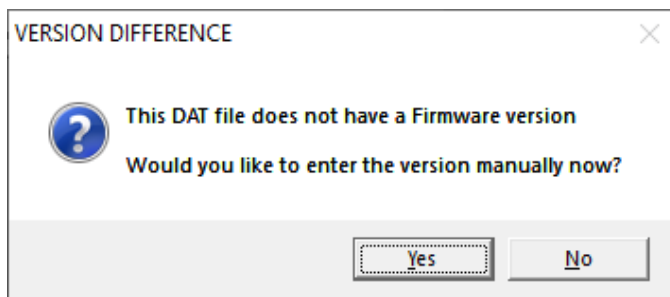 VERSION DIFFERENCE
This DAT file does not have a Firmware version
Would you like to enter the version manually now?
Yes
No